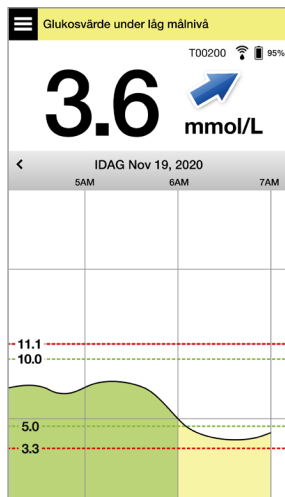 Glukosvärde under låg målnivå
T00200 95%
3.6
mmol/L
< IDAG Nov 19, 2020
5AM 6AM 7AM
11.1
10.0
5.0
3.3